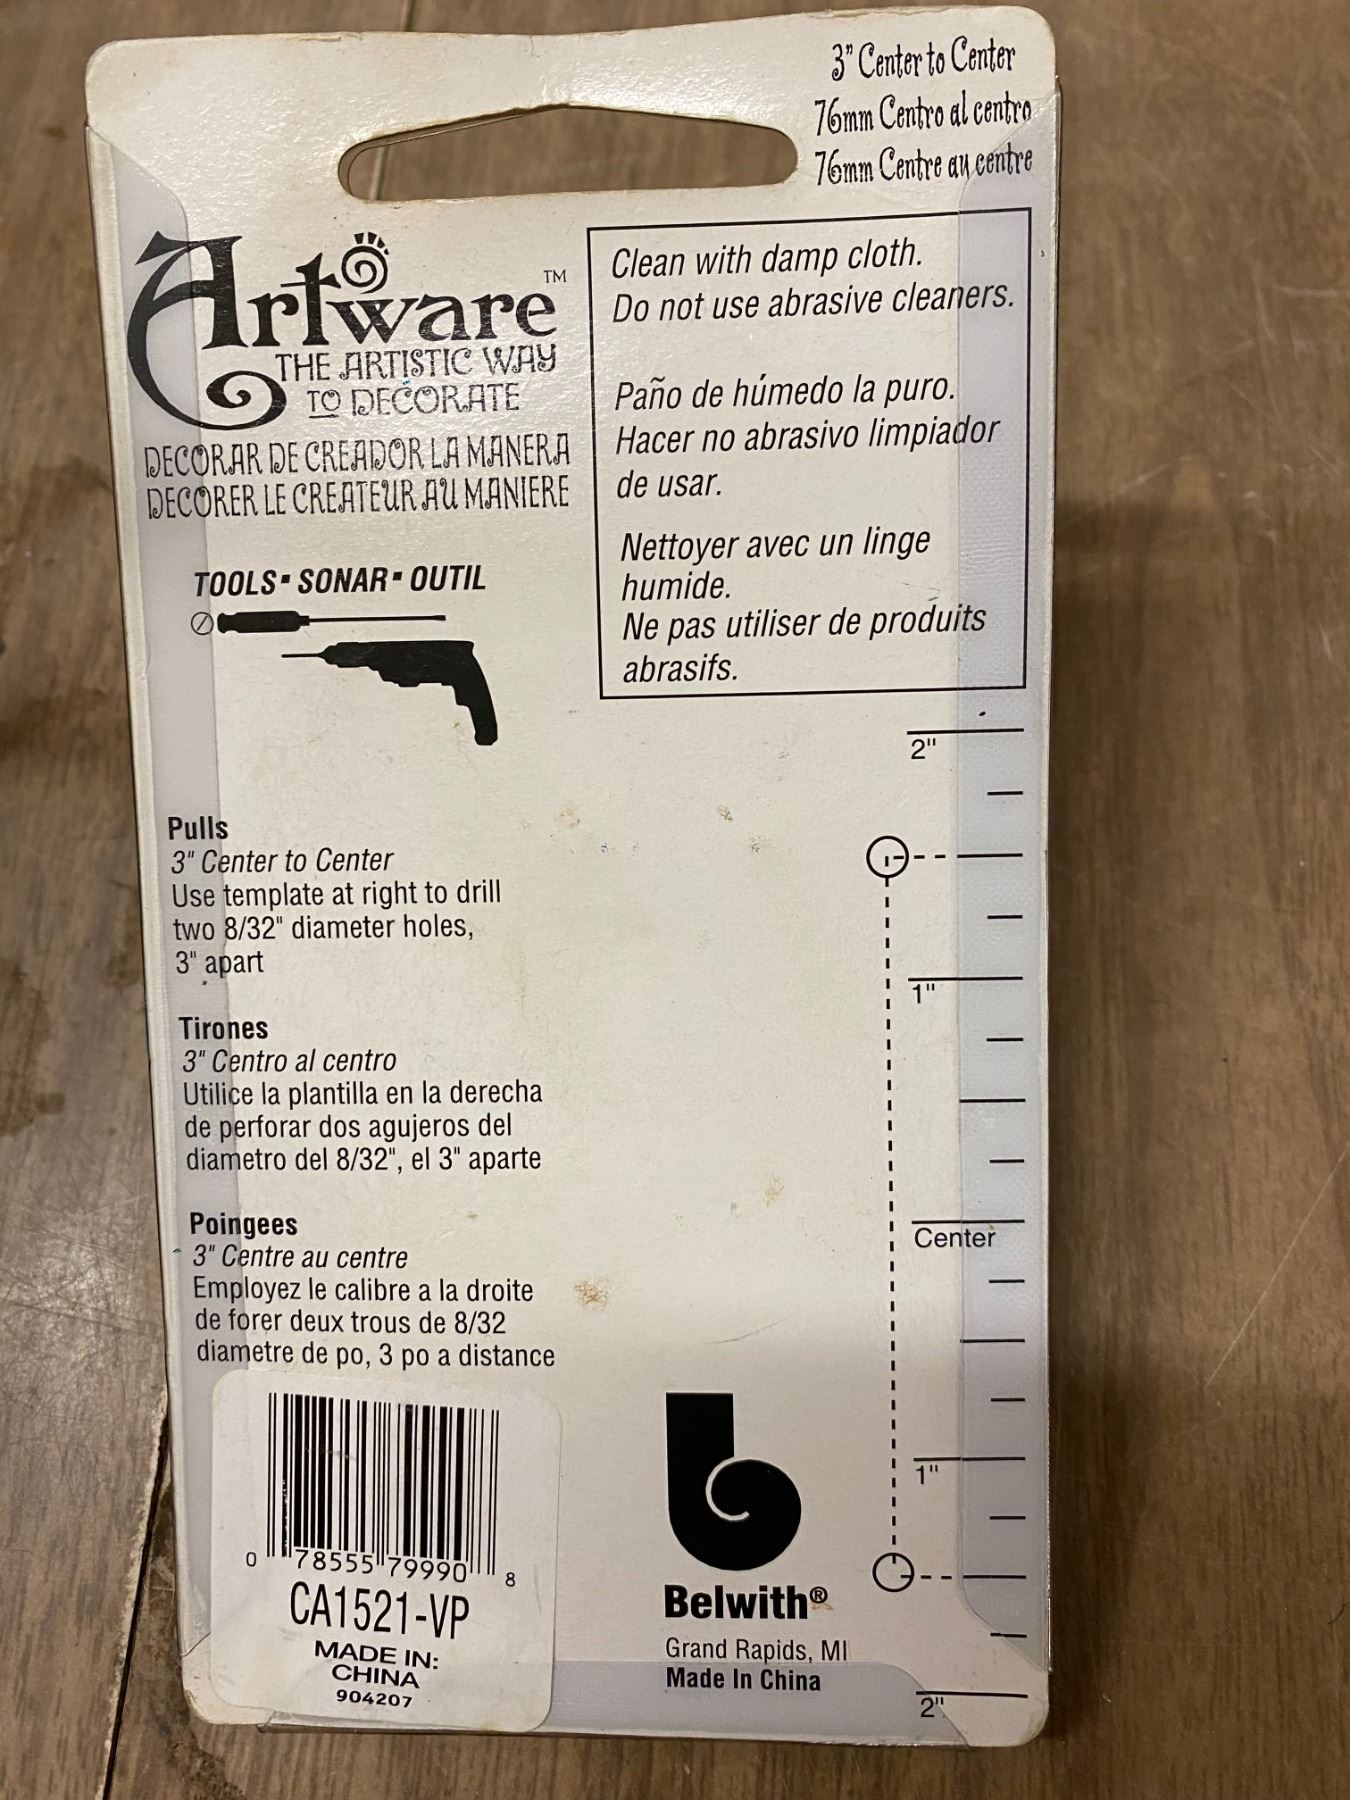 3" Center to Center
76mm Centro al centro
76mm Centre au centre
Artware™
THE ARTISTIC WAY
TO DECORATE
DECORAR DE CREADOR LA MANERA
DECORER LE CREATEUR AU MANIERE
Clean with damp cloth.
Do not use abrasive cleaners.
Paño de húmedo la puro.
Hacer no abrasivo limpiador
de usar.
Nettoyer avec un linge
humide.
Ne pas utiliser de produits
abrasifs.
TOOLS▪SONAR▪OUTIL
Pulls
3" Center to Center
Use template at right to drill
two 8/32" diameter holes,
3" apart
Tirones
3" Centro al centro
Utilice la plantilla en la derecha
de perforar dos agujeros del
diametro del 8/32", el 3" aparte
Poingees
3" Centre au centre
Employez le calibre a la droite
de forer deux trous de 8/32
diametre de po, 3 po a distance
2"
1"
Center
1"
2"
0 78555 79990 8
CA1521-VP
MADE IN:
CHINA
904207
Belwith®
Grand Rapids, MI
Made In China